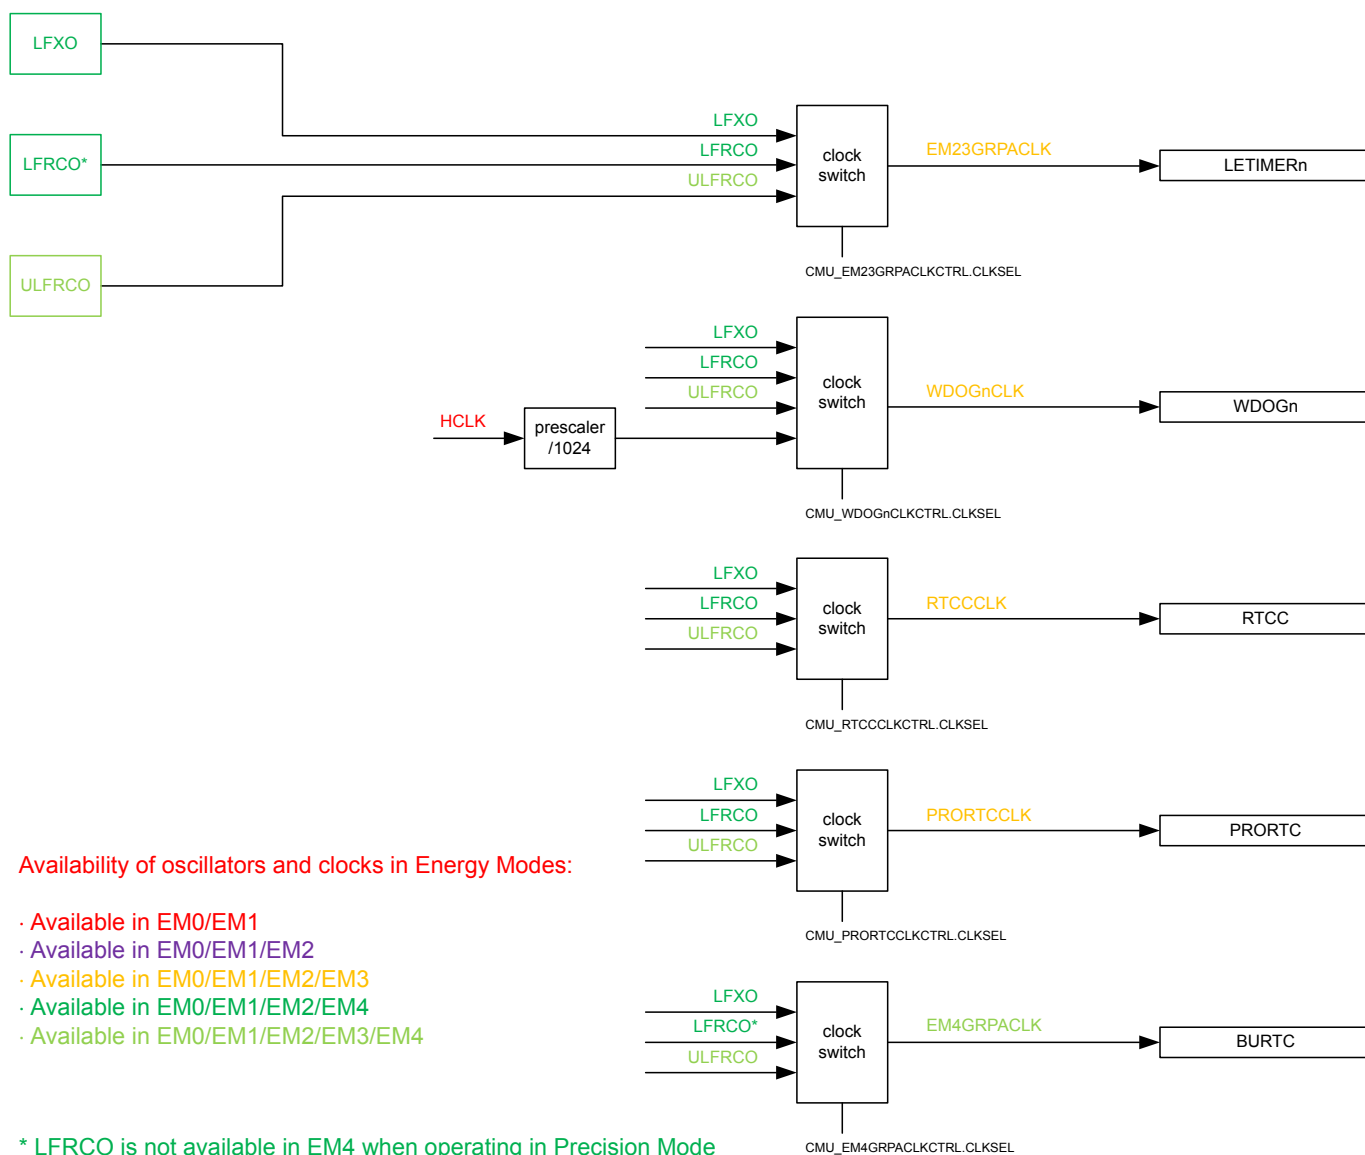 LFXO
LFXO
LFRCO*
LFRCO
ULFRCO
clock
switch
EM23GRPACLK
LETIMERn
ULFRCO
CMU_EM23GRPACLKCTRL.CLKSEL
LFXO
LFRCO
ULFRCO
HCLK
prescaler
/1024
clock
switch
WDOGnCLK
WDOGn
CMU_WDOGnCLKCTRL.CLKSEL
LFXO
LFRCO
ULFRCO
clock
switch
RTCCCLK
RTCC
CMU_RTCCCLKCTRL.CLKSEL
LFXO
LFRCO
ULFRCO
clock
switch
PRORTCCLK
PRORTC
CMU_PRORTCCLKCTRL.CLKSEL
Availability of oscillators and clocks in Energy Modes:
· Available in EM0/EM1
· Available in EM0/EM1/EM2
· Available in EM0/EM1/EM2/EM3
· Available in EM0/EM1/EM2/EM4
· Available in EM0/EM1/EM2/EM3/EM4
LFXO
LFRCO*
ULFRCO
clock
switch
EM4GRPACLK
BURTC
CMU_EM4GRPACLKCTRL.CLKSEL
* LFRCO is not available in EM4 when operating in Precision Mode